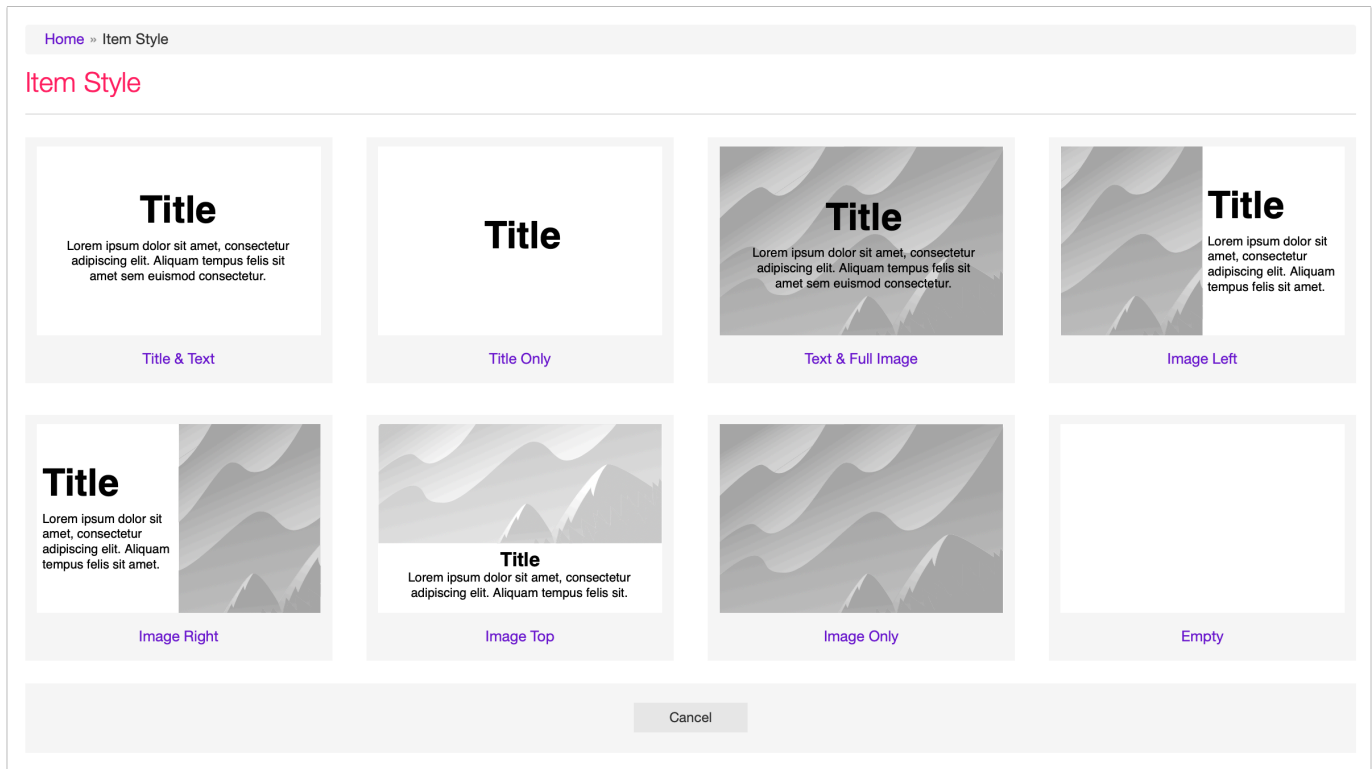 Home » Item Style
Item Style
Title
Lorem ipsum dolor sit amet, consectetur
adipiscing elit. Aliquam tempus felis sit
amet sem euismod consectetur.
Title & Text
Title
Title Only
Title
Lorem ipsum dolor sit amet, consectetur
adipiscing elit. Aliquam tempus felis sit
amet sem euismod consectetur.
Text & Full Image
Title
Lorem ipsum dolor sit
amet, consectetur
adipiscing elit. Aliquam
tempus felis sit amet.
Image Left
Title
Lorem ipsum dolor sit
amet, consectetur
adipiscing elit. Aliquam
tempus felis sit amet.
Image Right
Title
Lorem ipsum dolor sit amet, consectetur
adipiscing elit. Aliquam tempus felis sit.
Image Top
Image Only
Empty
Cancel